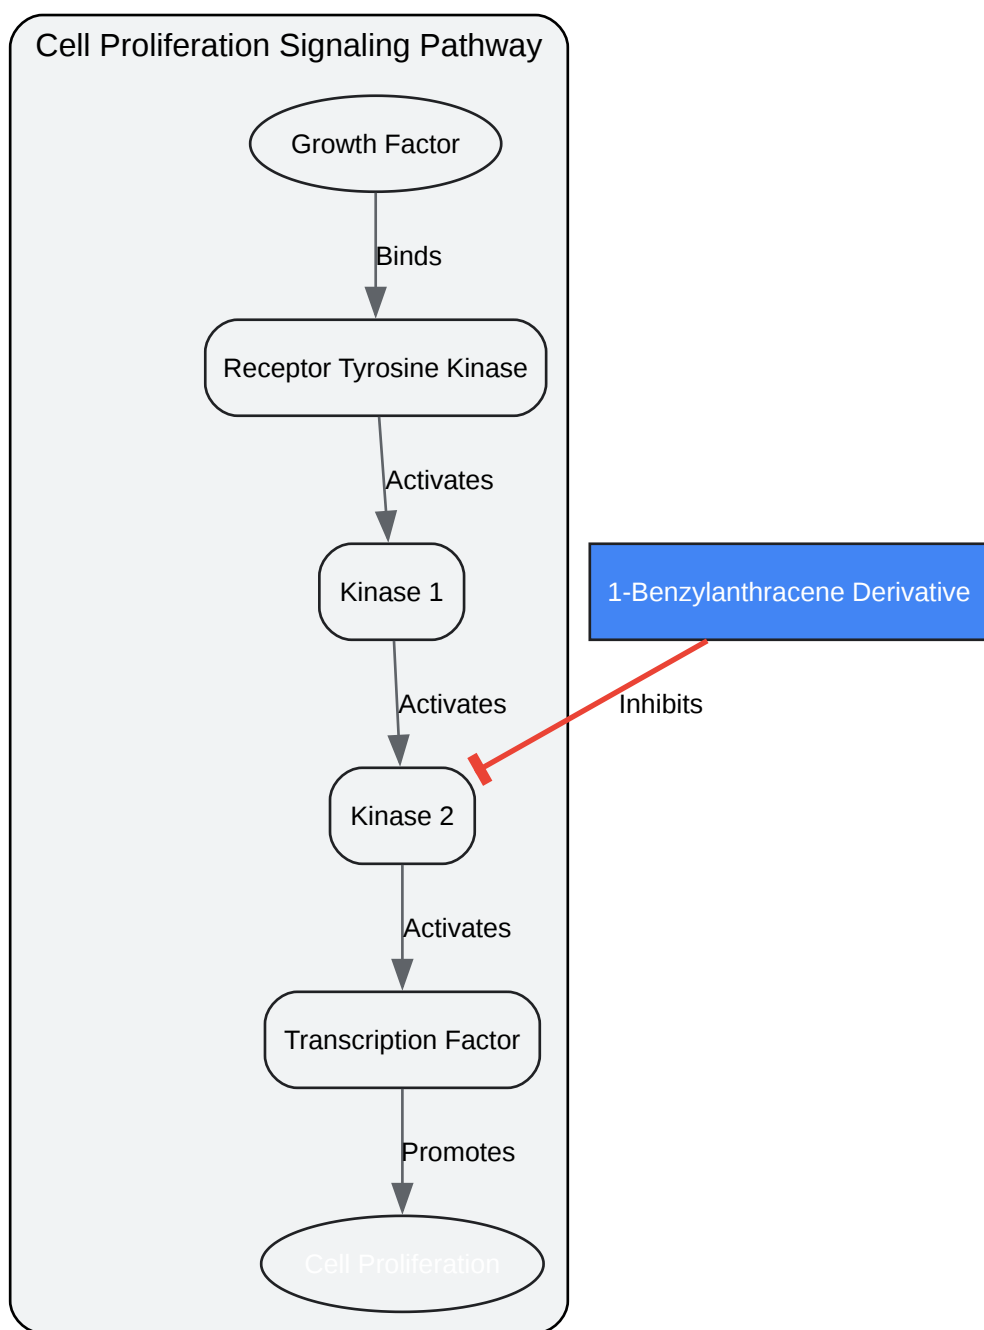 Cell Proliferation Signaling Pathway
Growth Factor
Binds
Receptor Tyrosine Kinase
Activates
Kinase 1
1-Benzylanthracene Derivative
Activates
Inhibits
Kinase 2
Activates
Transcription Factor
Promotes
Cell Proliferation